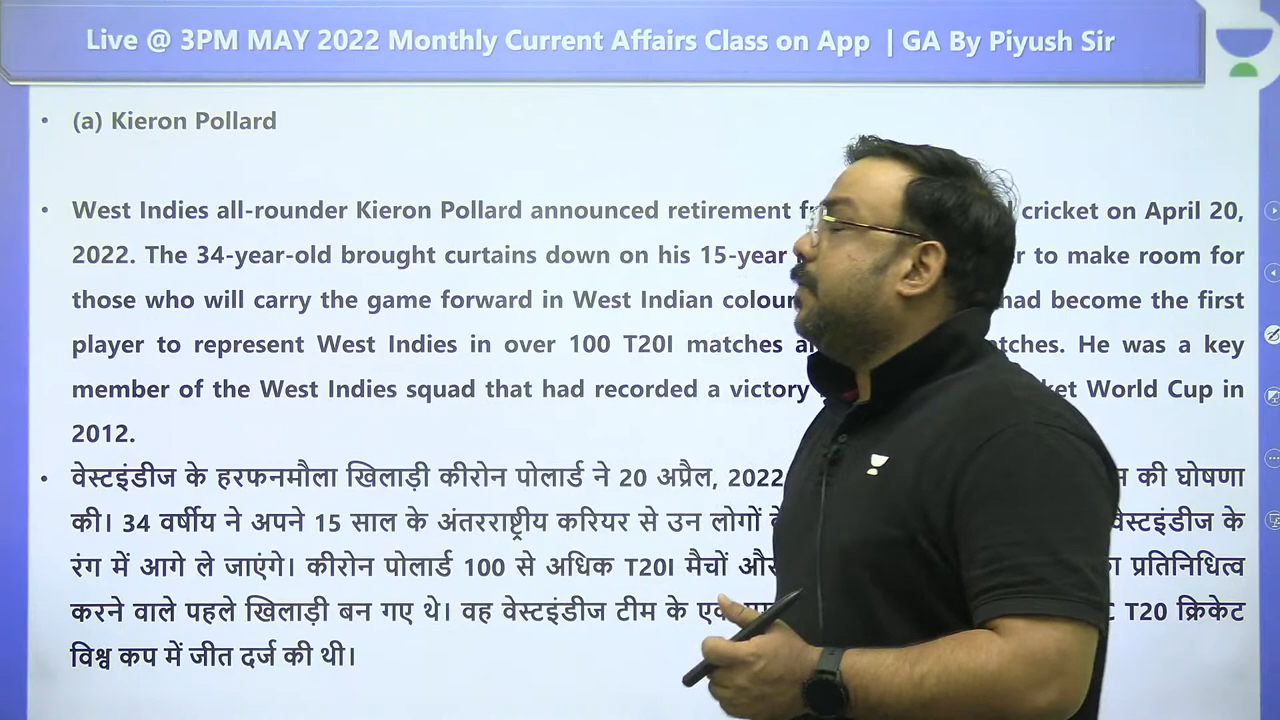 Live @ 3PM MAY 2022 Monthly Current Affairs Class on App | GA By Piyush Sir
• (a) Kieron Pollard
• West Indies all-rounder Kieron Pollard announced retirement cricket on April 20,
2022. The 34-year-old brought curtains down on his 15-year to make room for
those who will carry the game forward in West Indian had become the first
player to represent West Indies in over 100 T20I matches He was a key
member of the West Indies squad that had recorded a victory World Cup in
2012.
• वेस्टइंडीज के हरफनमौला खिलाड़ी कीरोन पोलार्ड ने 20 अप्रैल, 2022 की घोषणा
की। 34 वर्षीय ने अपने 15 साल के अंतरराष्ट्रीय करियर से उन लोगों वेस्टइंडीज के
रंग में आगे ले जाएंगे। कीरोन पोलार्ड 100 से अधिक T20I मैचों और प्रतिनिधित्व
करने वाले पहले खिलाड़ी बन गए थे। वह वेस्टइंडीज टीम के एक T20 क्रिकेट
विश्व कप में जीत दर्ज की थी।